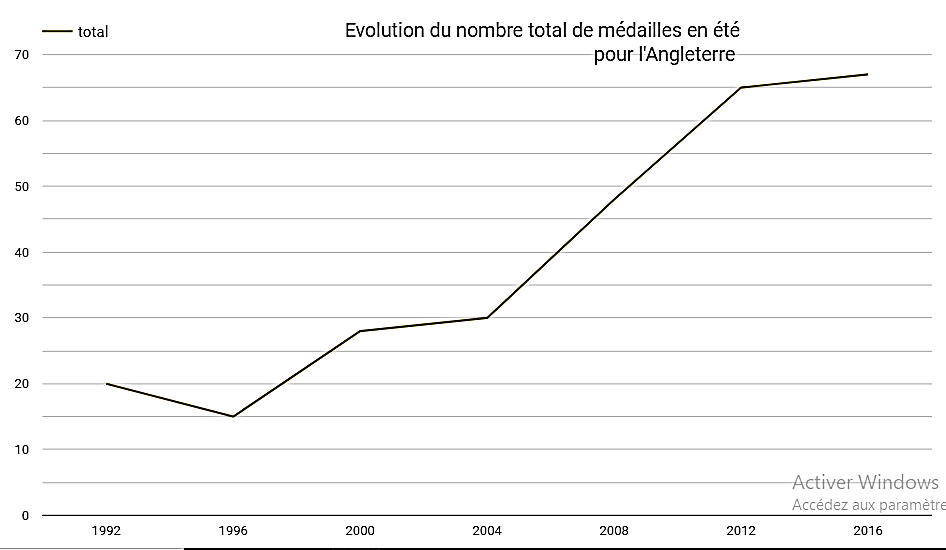 total
Evolution du nombre total de médailles en été
pour l'Angleterre
70
60
50
40
30
20
10
0
1992 1996 2000 2004 2008 2012 2016
Activer Windows
Accédez aux paramètre